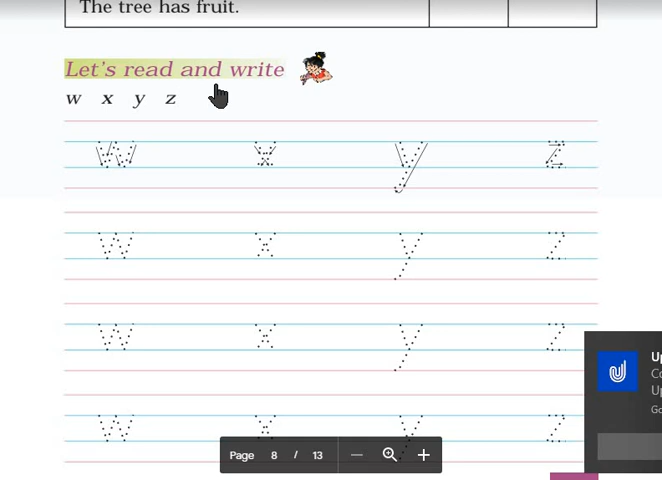 The tree has fruit.
Let's read and write
w x y z
w x y z
w x y z
w x y z
w x y z
Page 8 / 13